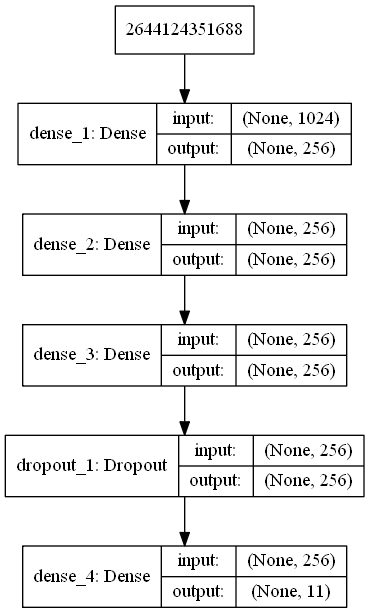 2644124351688
dense_1: Dense
input: (None, 1024)
output: (None, 256)
dense_2: Dense
input: (None, 256)
output: (None, 256)
dense_3: Dense
input: (None, 256)
output: (None, 256)
dropout_1: Dropout
input: (None, 256)
output: (None, 256)
dense_4: Dense
input: (None, 256)
output: (None, 11)